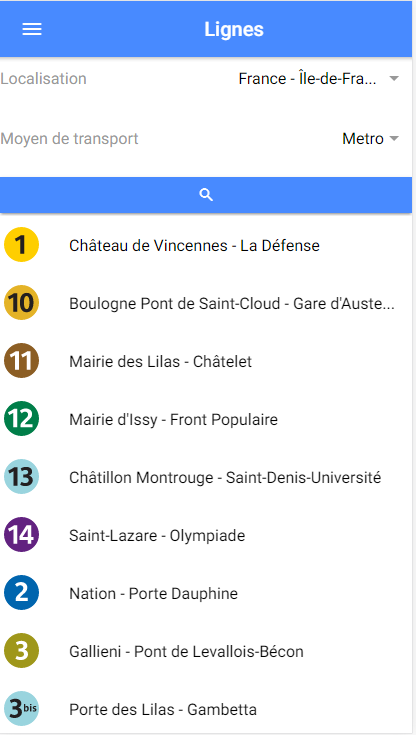 Lignes
Localisation France - Île-de-Fra...
Moyen de transport Metro
1 Château de Vincennes - La Défense
10 Boulogne Pont de Saint-Cloud - Gare d'Auste...
11 Mairie des Lilas - Châtelet
12 Mairie d'Issy - Front Populaire
13 Châtillon Montrouge - Saint-Denis-Université
14 Saint-Lazare - Olympiade
2 Nation - Porte Dauphine
3 Gallieni - Pont de Levallois-Bécon
3bis Porte des Lilas - Gambetta